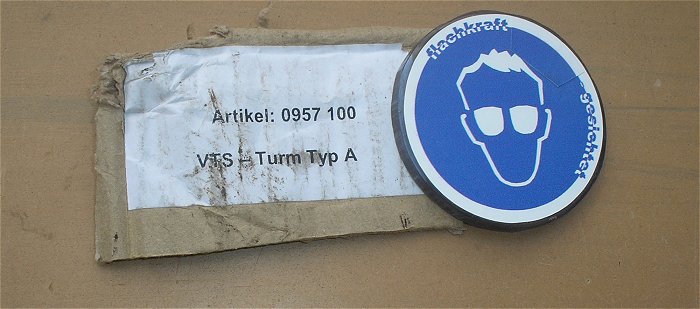 Artikel: 0957 100
VTS – Turm Typ A
flachkraft
gesichtet